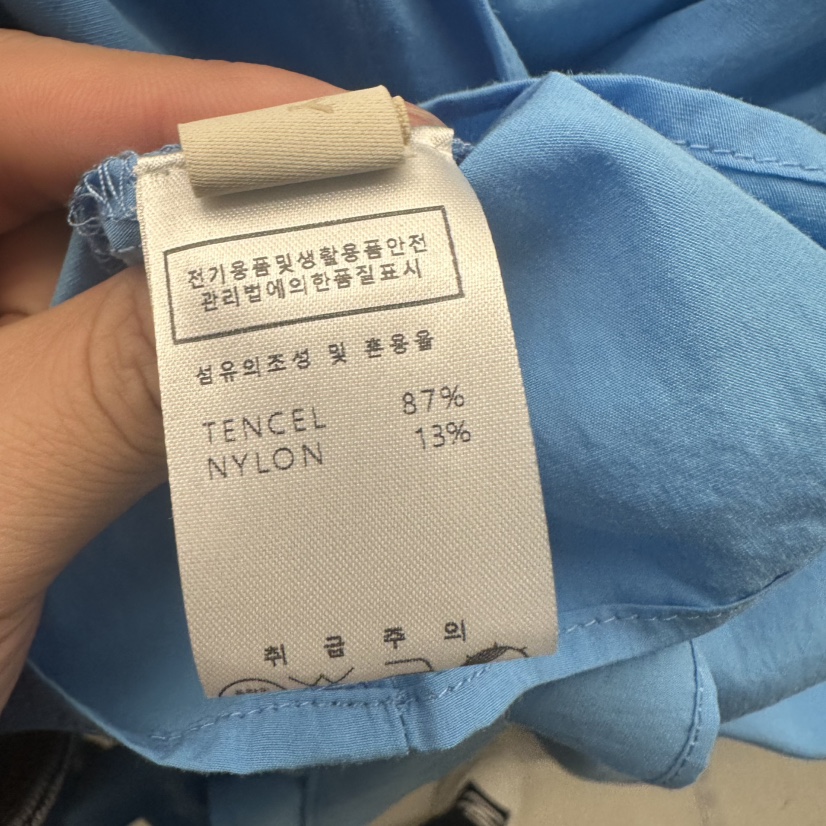 전기용품및생활용품안전
관리법에의한품질표시
섬유의조성 및 혼용율
TENCEL 87%
NYLON 13%
취급주의